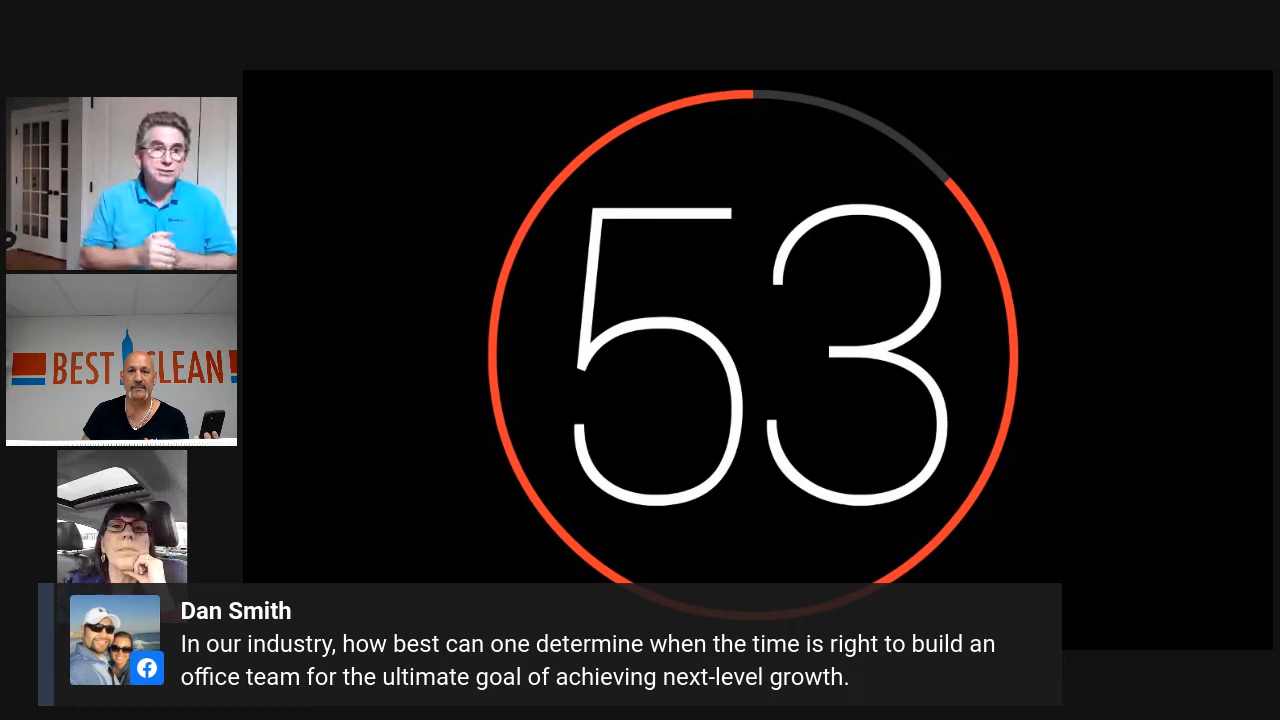 53
BEST CLEAN!
Dan Smith
In our industry, how best can one determine when the time is right to build an
office team for the ultimate goal of achieving next-level growth.